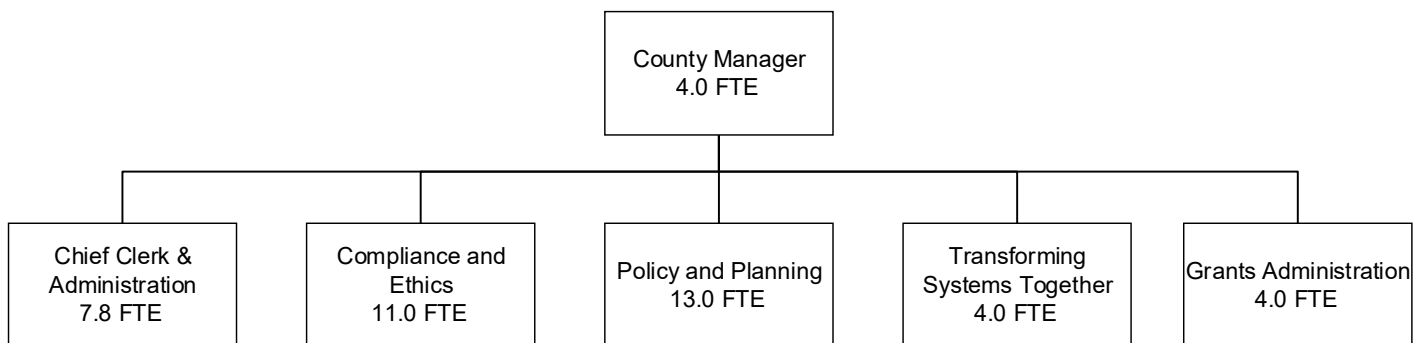 County Manager
4.0 FTE
Chief Clerk &
Administration
7.8 FTE
Compliance and
Ethics
11.0 FTE
Policy and Planning
13.0 FTE
Transforming
Systems Together
4.0 FTE
Grants Administration
4.0 FTE